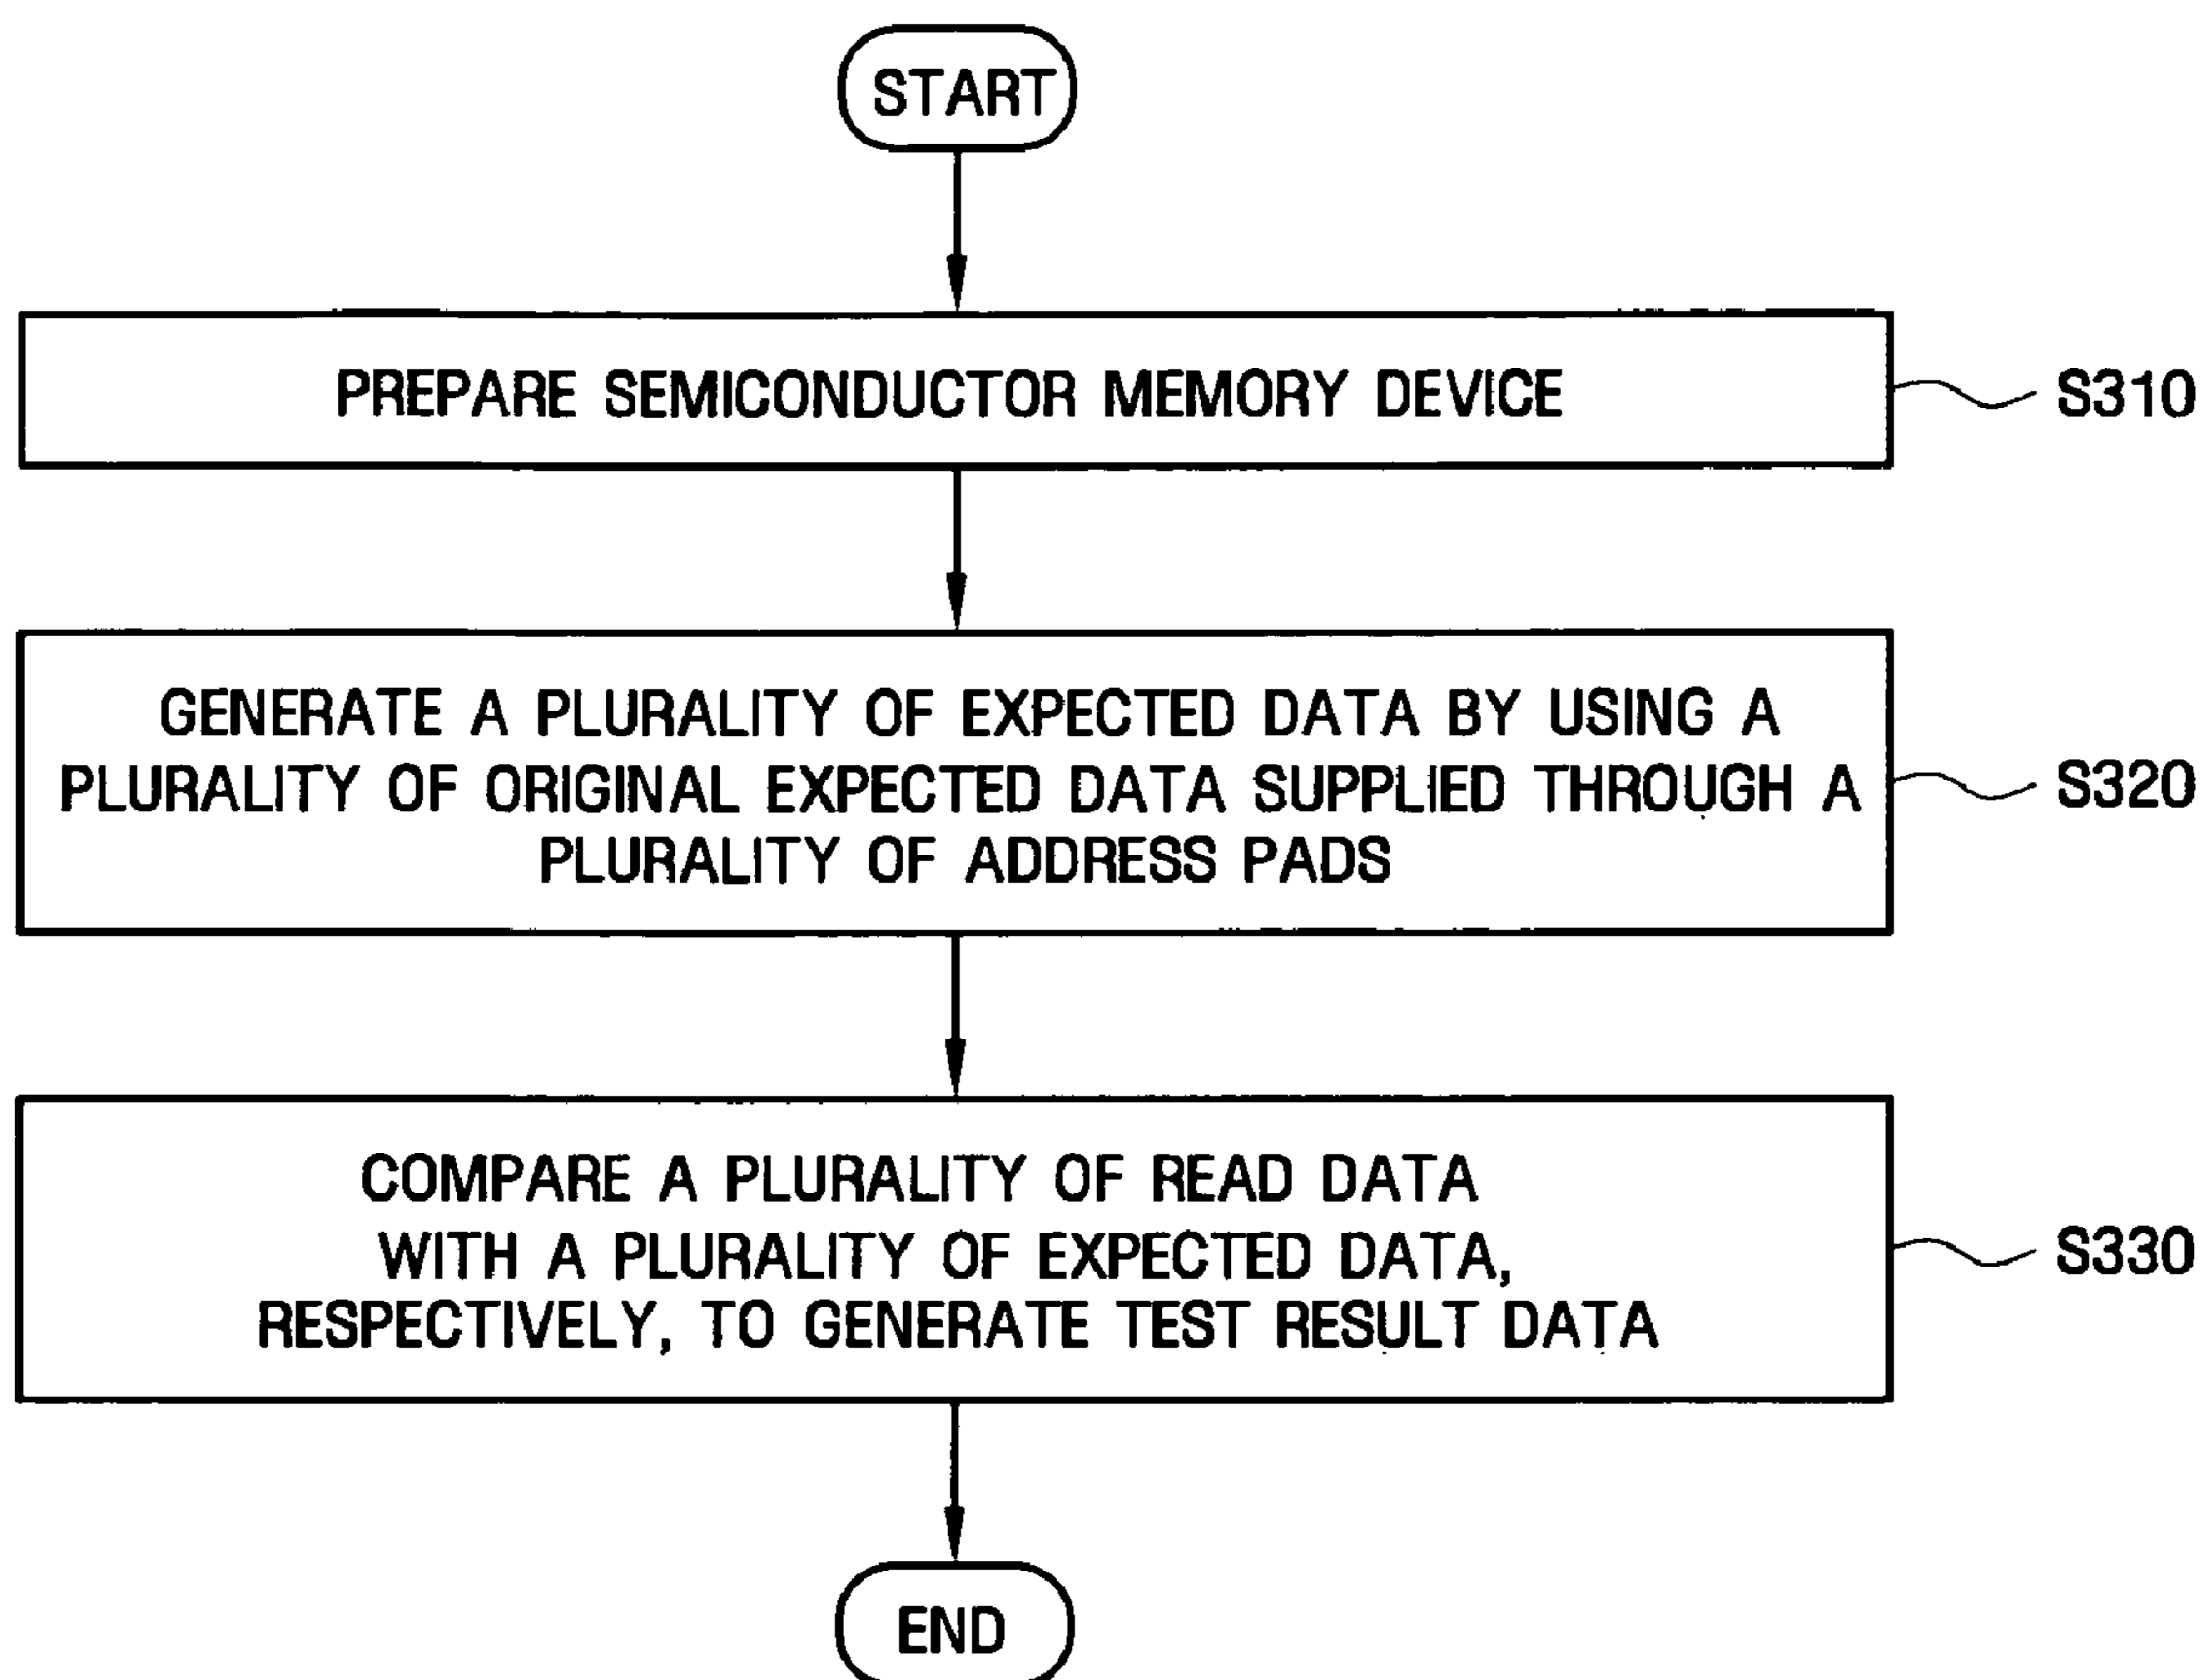 START
PREPARE SEMICONDUCTOR MEMORY DEVICE
S310
GENERATE A PLURALITY OF EXPECTED DATA BY USING A
PLURALITY OF ORIGINAL EXPECTED DATA SUPPLIED THROUGH A
PLURALITY OF ADDRESS PADS
S320
COMPARE A PLURALITY OF READ DATA
WITH A PLURALITY OF EXPECTED DATA,
RESPECTIVELY, TO GENERATE TEST RESULT DATA
S330
END